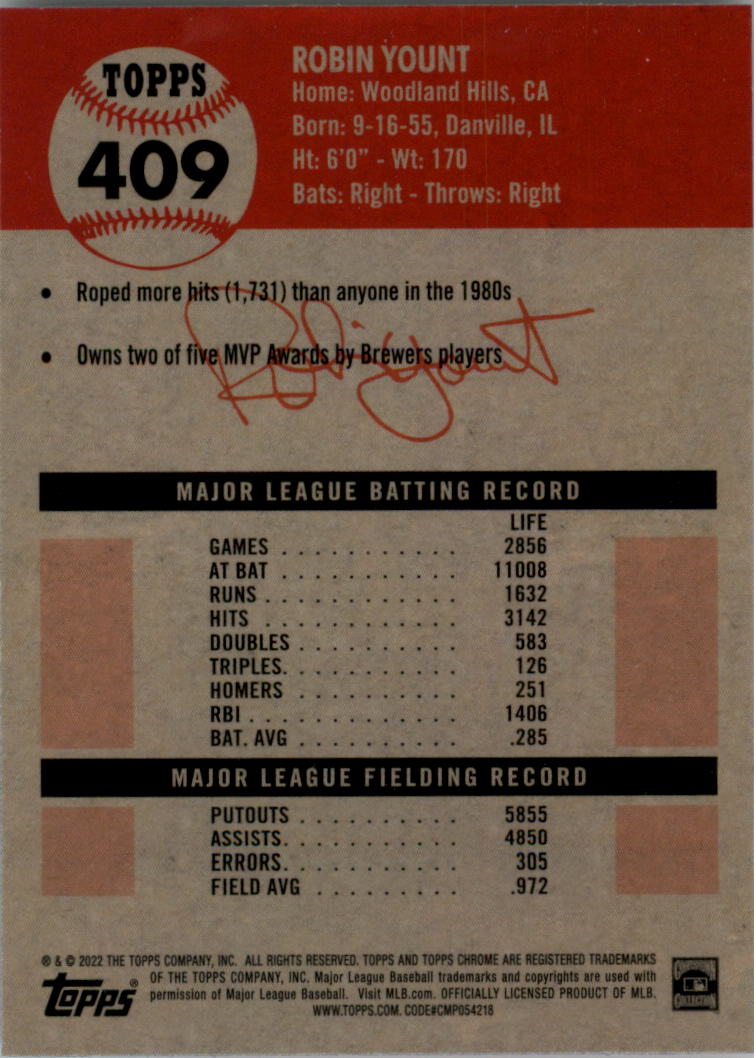 TOPPS
409
ROBIN YOUNT
Home: Woodland Hills, CA
Born: 9-16-55, Danville, IL
Ht: 6'0" - Wt: 170
Bats: Right - Throws: Right
• Roped more hits (1,731) than anyone in the 1980s
• Owns two of five MVP Awards by Brewers players
Robin Yount
MAJOR LEAGUE BATTING RECORD
LIFE
GAMES . . . . . . . . . . . 2856
AT BAT . . . . . . . . . . . 11008
RUNS . . . . . . . . . . . . 1632
HITS . . . . . . . . . . . . 3142
DOUBLES . . . . . . . . . . 583
TRIPLES. . . . . . . . . . . 126
HOMERS . . . . . . . . . . 251
RBI . . . . . . . . . . . . . 1406
BAT. AVG . . . . . . . . . . .285
MAJOR LEAGUE FIELDING RECORD
PUTOUTS . . . . . . . . . . 5855
ASSISTS. . . . . . . . . . . 4850
ERRORS. . . . . . . . . . . 305
FIELD AVG . . . . . . . . . .972
® & © 2022 THE TOPPS COMPANY, INC. ALL RIGHTS RESERVED. TOPPS AND TOPPS CHROME ARE REGISTERED TRADEMARKS
OF THE TOPPS COMPANY, INC. Major League Baseball trademarks and copyrights are used with
permission of Major League Baseball. Visit MLB.com. OFFICIALLY LICENSED PRODUCT OF MLB.
WWW.TOPPS.COM. CODE#CMP054218
topps®
COLLECTION